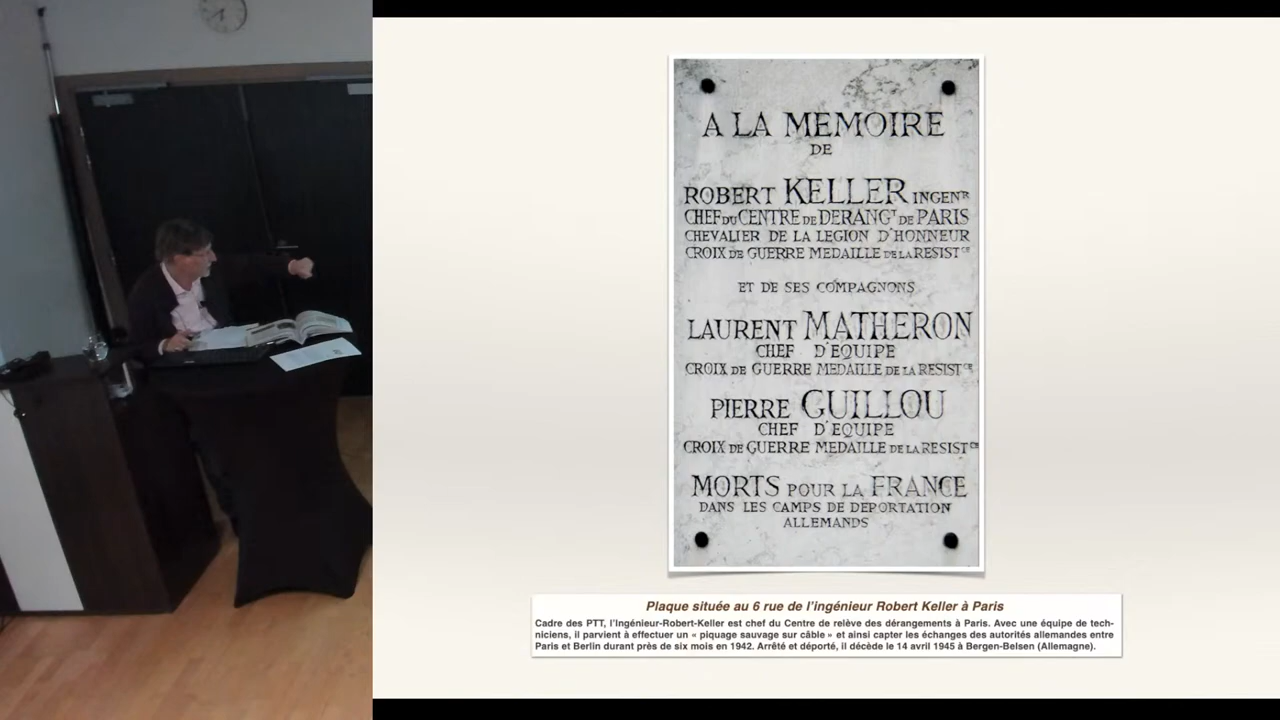 A LA MEMOIRE
DE
ROBERT KELLER INGENR
CHEF DU CENTRE DE DERANGT DE PARIS
CHEVALIER DE LA LEGION D'HONNEUR
CROIX DE GUERRE MEDAILLE DE LA RESISTCE
ET DE SES COMPAGNONS
LAURENT MATHERON
CHEF D'EQUIPE
CROIX DE GUERRE MEDAILLE DE LA RESISTCE
PIERRE GUILLOU
CHEF D'EQUIPE
CROIX DE GUERRE MEDAILLE DE LA RESISTCE
MORTS POUR LA FRANCE
DANS LES CAMPS DE DEPORTATION
ALLEMANDS
Plaque située au 6 rue de l'ingénieur Robert Keller à Paris
Cadre des PTT, l'Ingénieur-Robert-Keller est chef du Centre de relève des dérangements à Paris. Avec une équipe de tech-
niciens, il parvient à effectuer un « piquage sauvage sur câble » et ainsi capter les échanges des autorités allemandes entre
Paris et Berlin durant près de six mois en 1942. Arrêté et déporté, il décède le 14 avril 1945 à Bergen-Belsen (Allemagne).